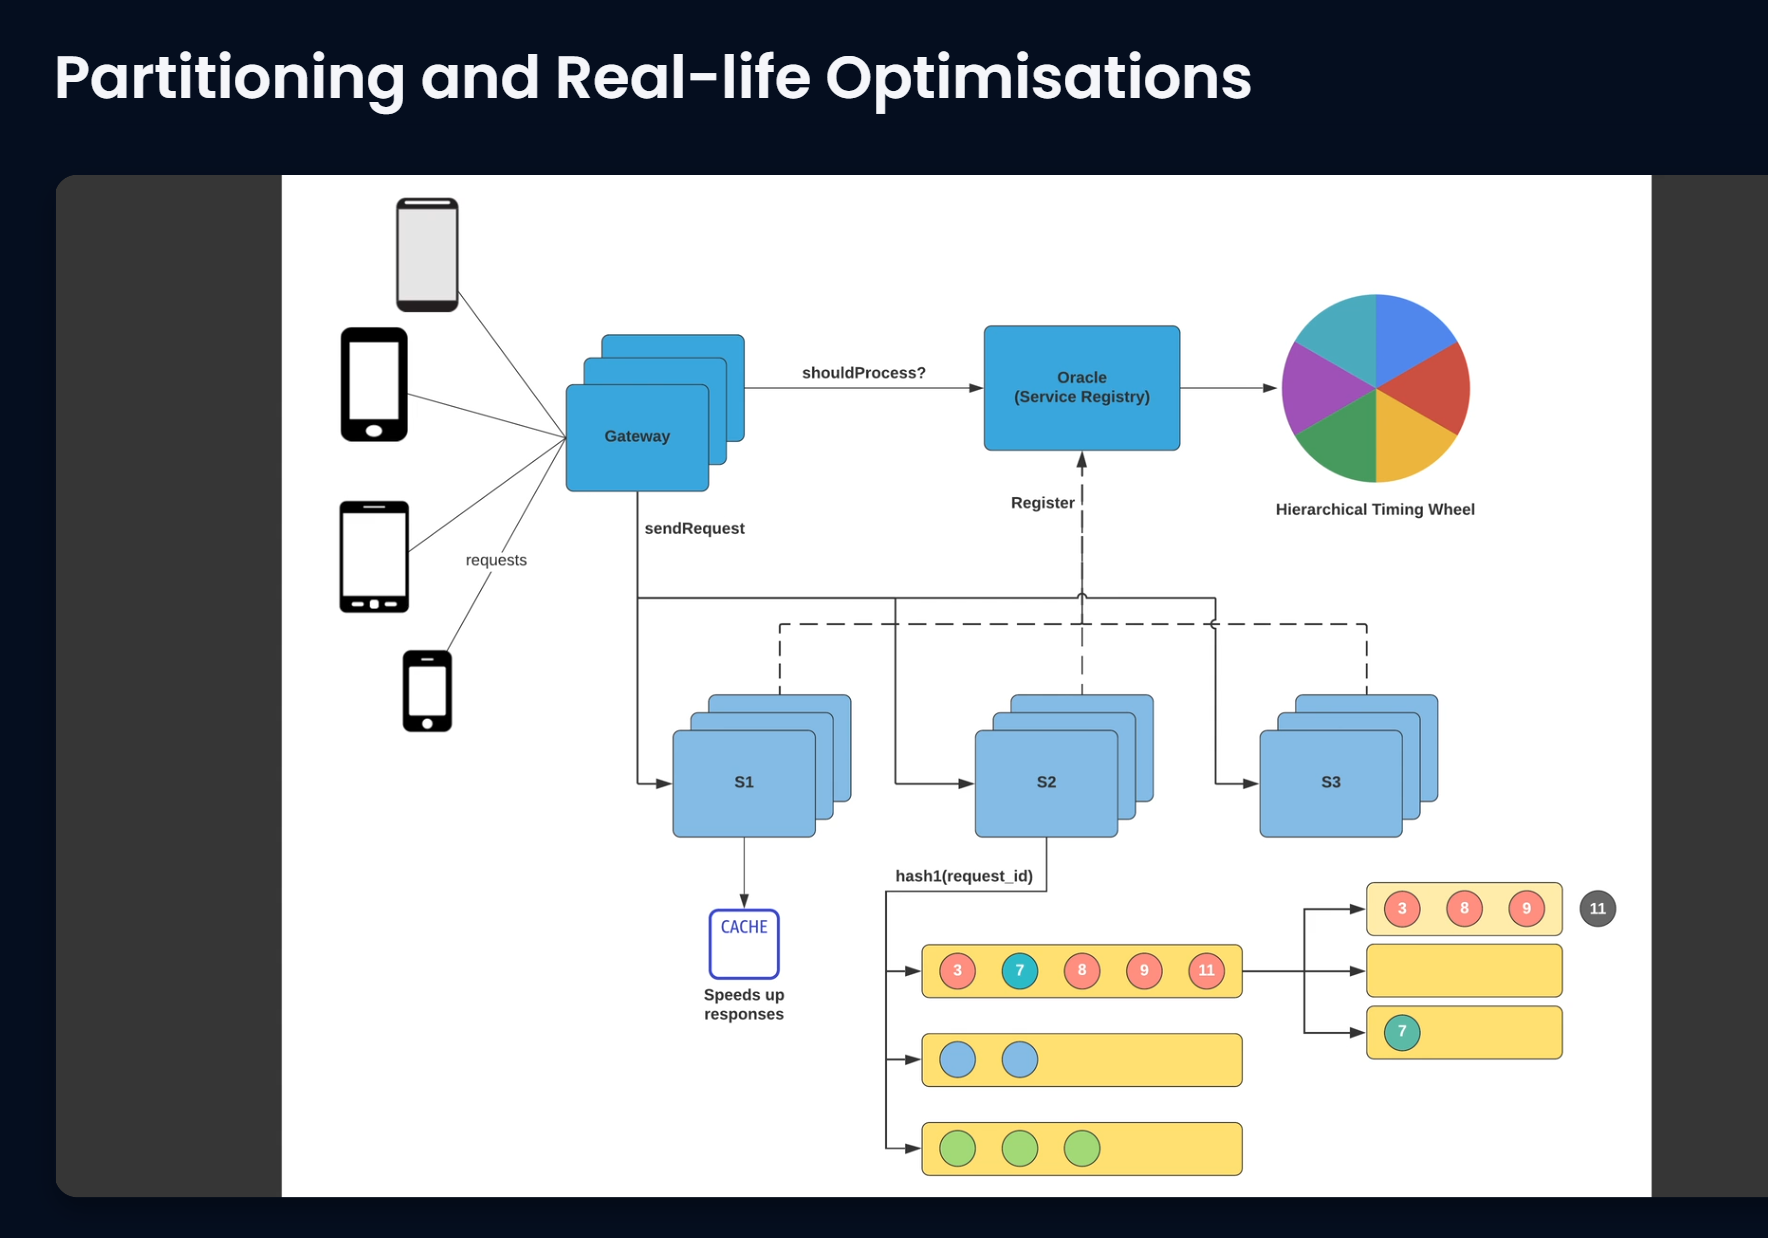 Partitioning and Real-life Optimisations
shouldProcess?
Oracle
(Service Registry)
Gateway
Register
Hierarchical Timing Wheel
sendRequest
requests
S1
S2
S3
hash1(request_id)
CACHE
Speeds up
responses
3 8 9 11
3 7 8 9 11
7